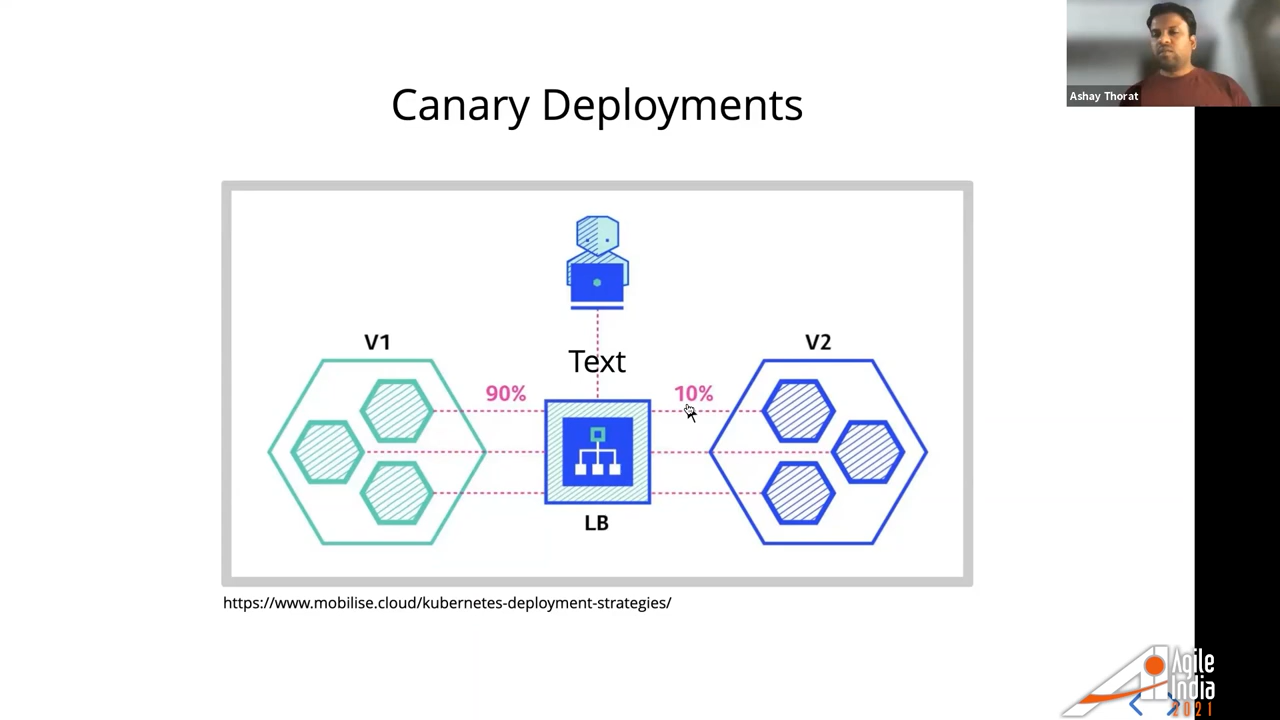 Ashay Thorat
Canary Deployments
V1
V2
Text
90%
10%
LB
https://www.mobilise.cloud/kubernetes-deployment-strategies/
Agile
India
2021